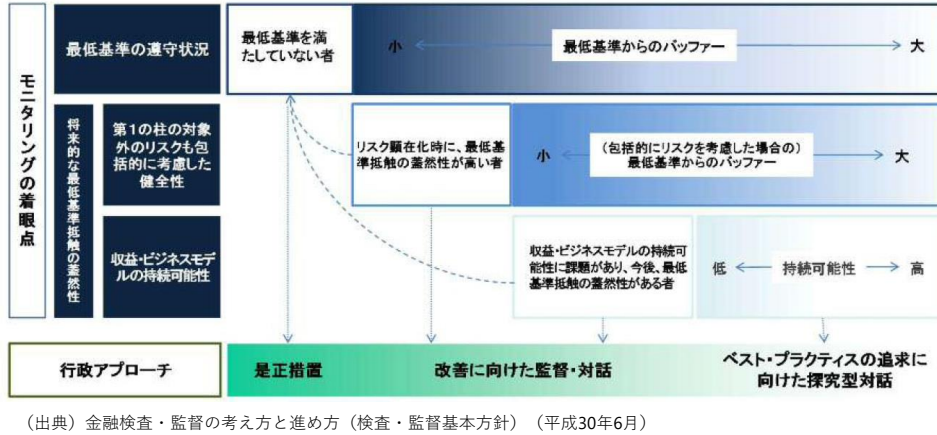 モニタリングの着眼点
最低基準の遵守状況
最低基準を満
たしていない者
小
最低基準からのバッファー
大
将来的な最低基準抵触の蓋然性
第1の柱の対象
外のリスクも包
括的に考慮した
健全性
リスク顕在化時に、最低基
準抵触の蓋然性が高い者
小
(包括的にリスクを考慮した場合の)
最低基準からのバッファー
大
収益・ビジネスモデ
ルの持続可能性
収益・ビジネスモデルの持続可
能性に課題があり、今後、最低
基準抵触の蓋然性がある者
低
持続可能性
高
行政アプローチ
是正措置
改善に向けた監督・対話
ベスト・プラクティスの追求に
向けた探究型対話
（出典）金融検査・監督の考え方と進め方（検査・監督基本方針）（平成30年6月）